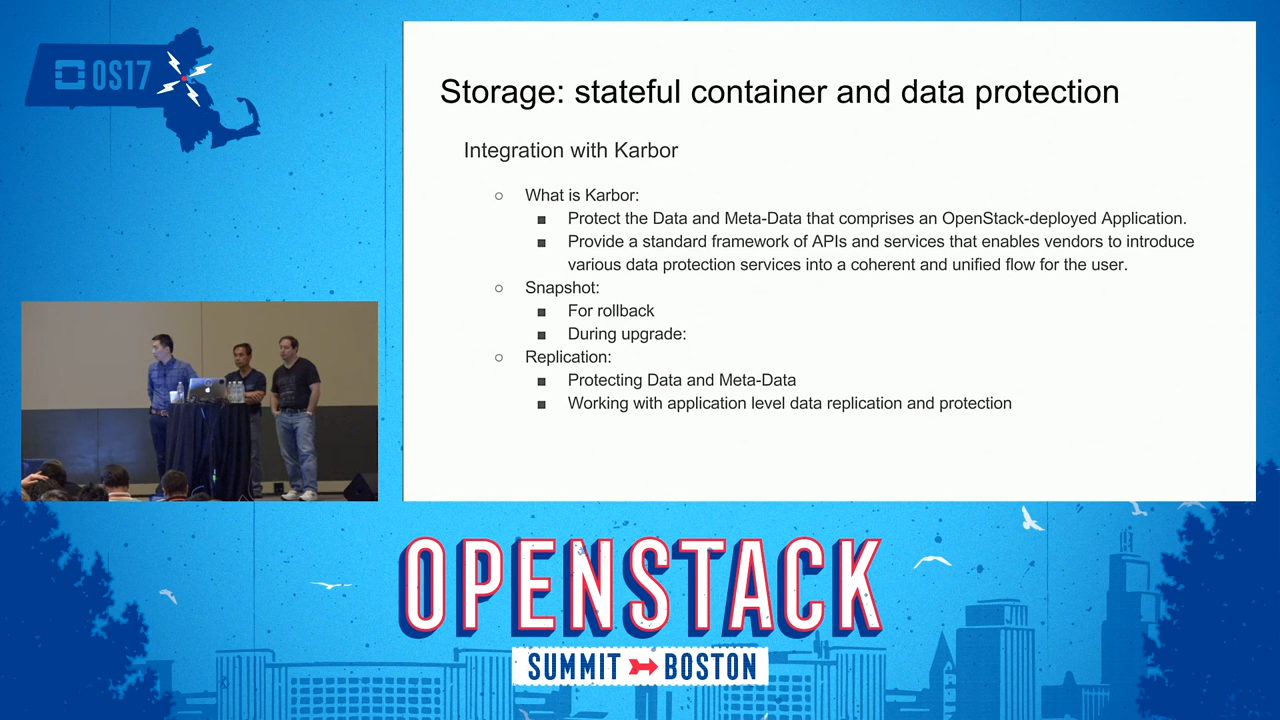 OS17
Storage: stateful container and data protection
Integration with Karbor
○ What is Karbor:
■ Protect the Data and Meta-Data that comprises an OpenStack-deployed Application.
■ Provide a standard framework of APIs and services that enables vendors to introduce
various data protection services into a coherent and unified flow for the user.
○ Snapshot:
■ For rollback
■ During upgrade:
○ Replication:
■ Protecting Data and Meta-Data
■ Working with application level data replication and protection
OPENSTACK
SUMMIT BOSTON